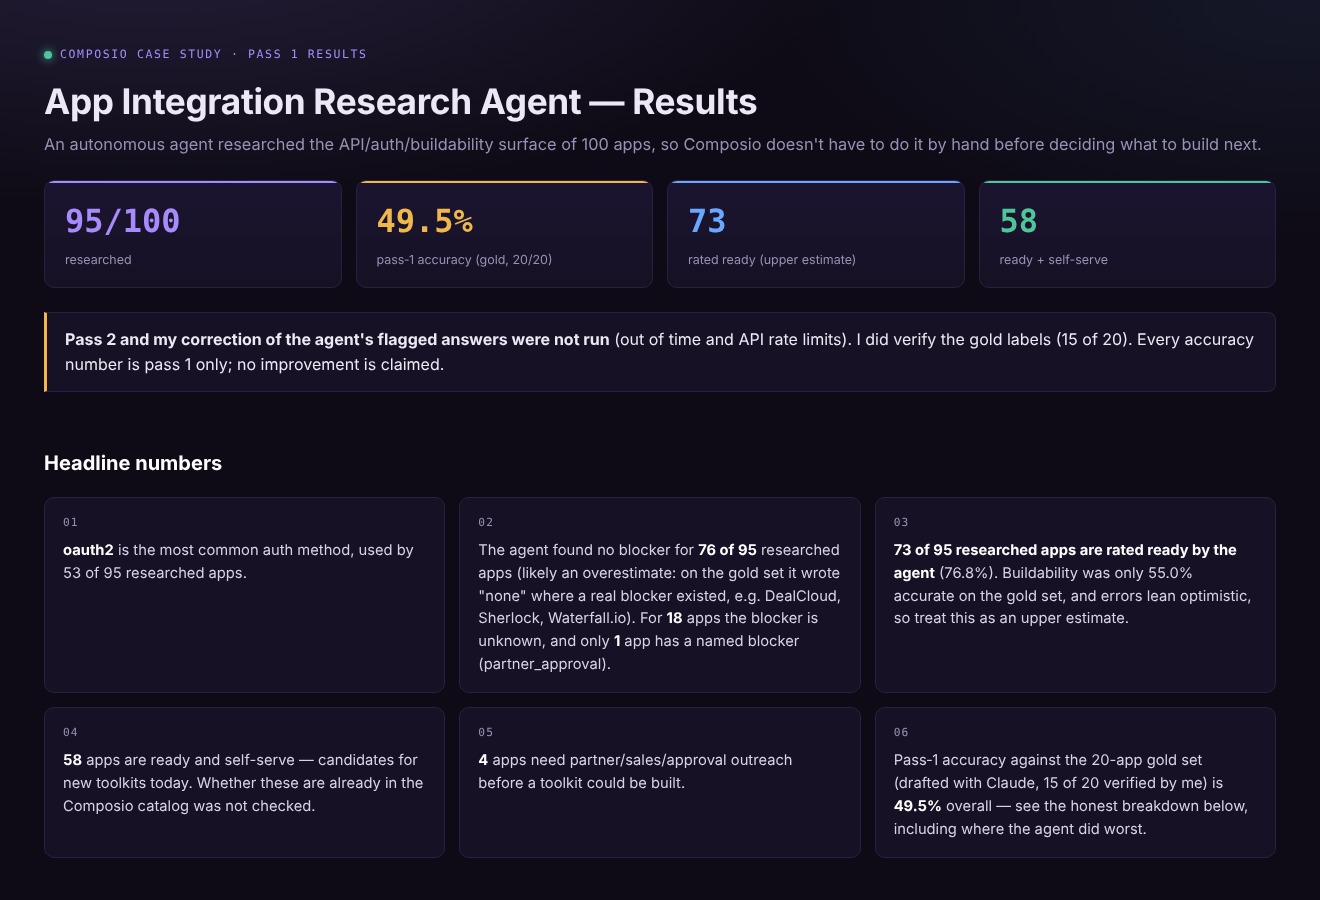 COMPOSIO CASE STUDY · PASS 1 RESULTS
App Integration Research Agent — Results
An autonomous agent researched the API/auth/buildability surface of 100 apps, so Composio doesn't have to do it by hand before deciding what to build next.
95/100
researched
49.5%
pass-1 accuracy (gold, 20/20)
73
rated ready (upper estimate)
58
ready + self-serve
Pass 2 and my correction of the agent's flagged answers were not run (out of time and API rate limits). I did verify the gold labels (15 of 20). Every accuracy
number is pass 1 only; no improvement is claimed.
Headline numbers
01
oauth2 is the most common auth method, used by
53 of 95 researched apps.
02
The agent found no blocker for 76 of 95 researched
apps (likely an overestimate: on the gold set it wrote
"none" where a real blocker existed, e.g. DealCloud,
Sherlock, Waterfall.io). For 18 apps the blocker is
unknown, and only 1 app has a named blocker
(partner_approval).
03
73 of 95 researched apps are rated ready by the
agent (76.8%). Buildability was only 55.0%
accurate on the gold set, and errors lean optimistic,
so treat this as an upper estimate.
04
58 apps are ready and self-serve — candidates for
new toolkits today. Whether these are already in the
Composio catalog was not checked.
05
4 apps need partner/sales/approval outreach
before a toolkit could be built.
06
Pass-1 accuracy against the 20-app gold set
(drafted with Claude, 15 of 20 verified by me) is
49.5% overall — see the honest breakdown below,
including where the agent did worst.